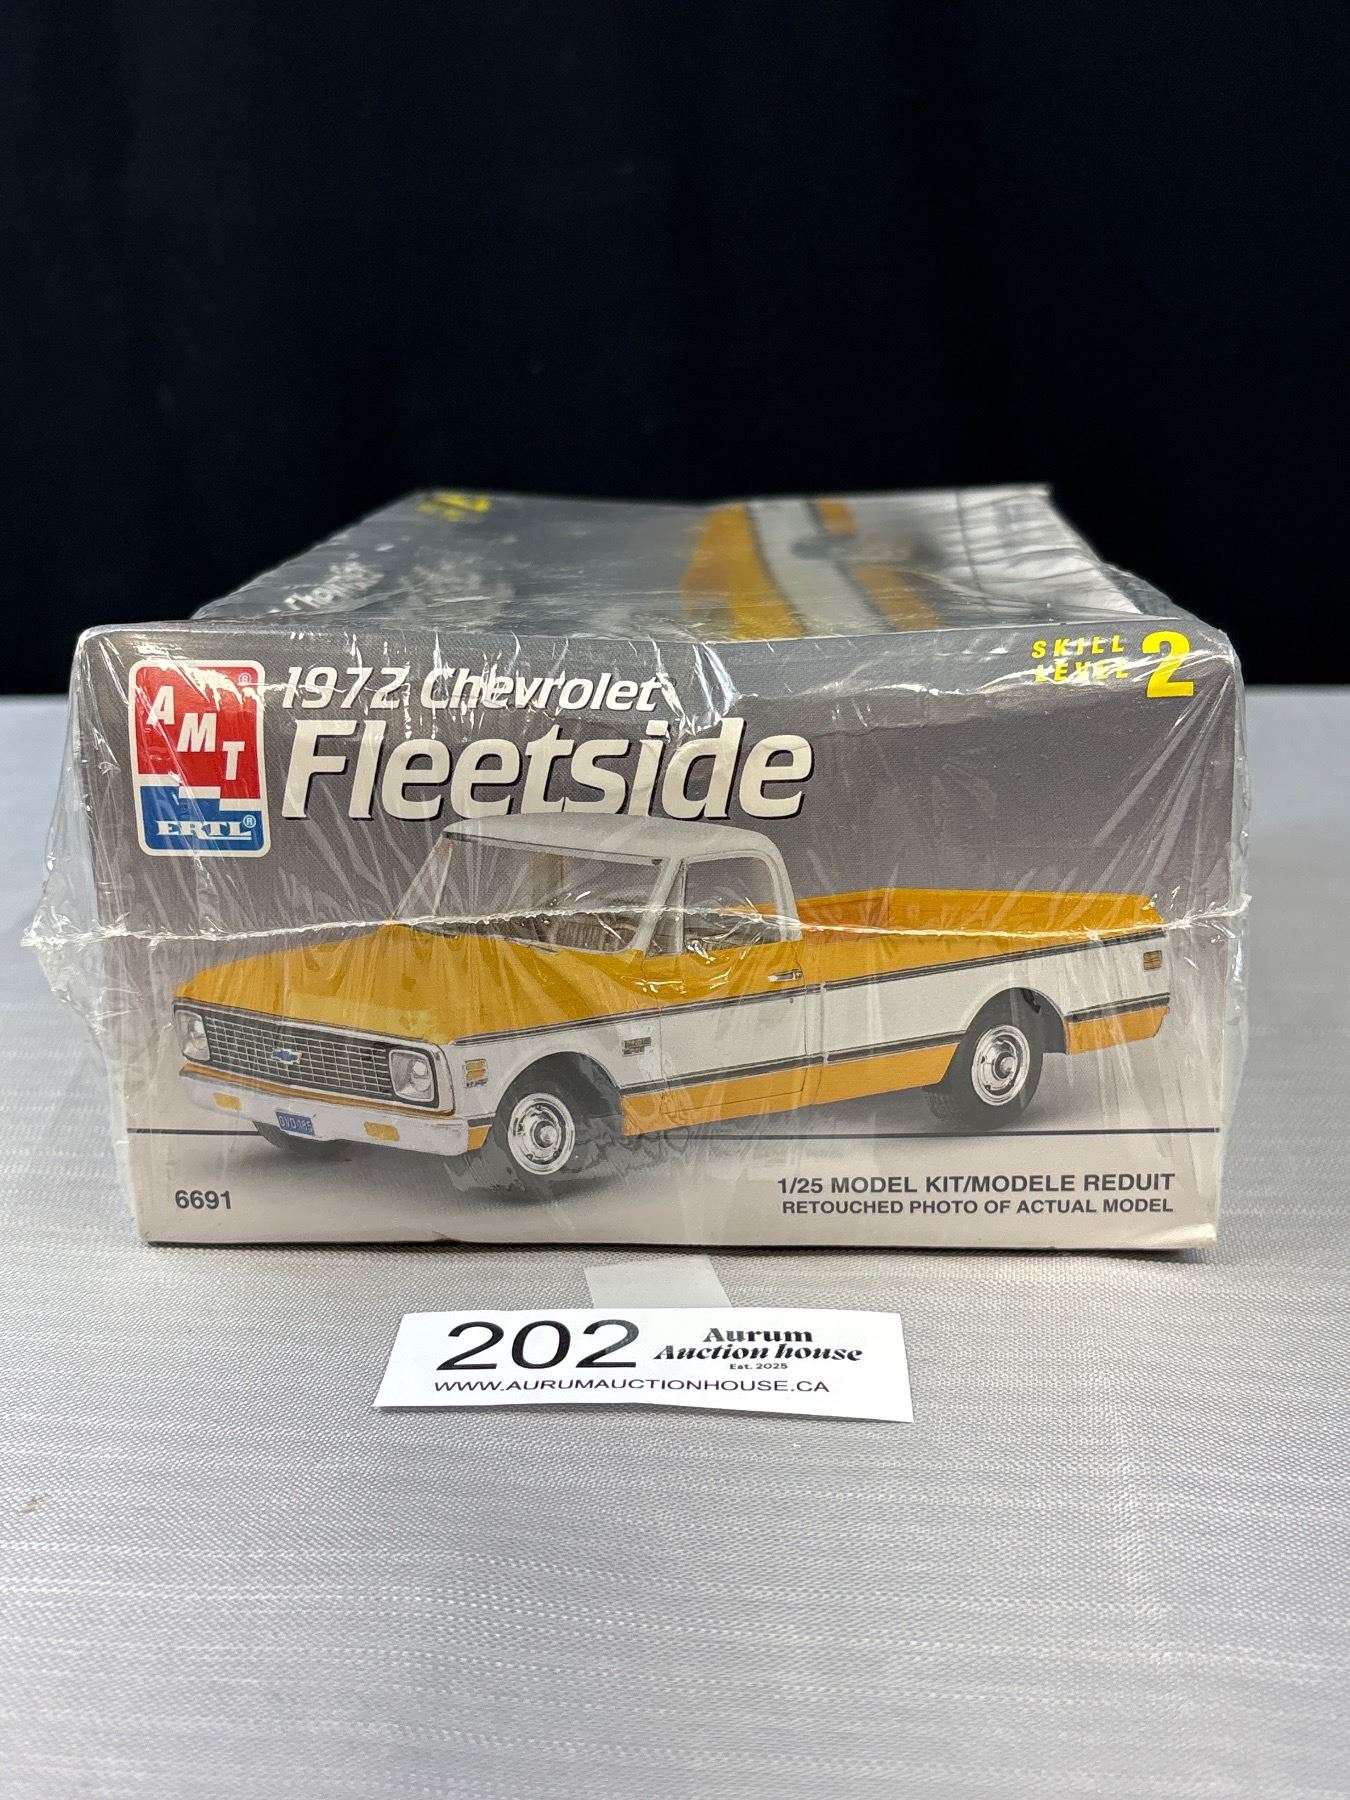 Chevrolet
AMT®
ERTL®
1972 Chevrolet
Fleetside
SKILL
LEVEL 2
6691
1/25 MODEL KIT/MODELE REDUIT
RETOUCHED PHOTO OF ACTUAL MODEL
202
Aurum
Auction house
Est. 2025
WWW.AURUMAUCTIONHOUSE.CA